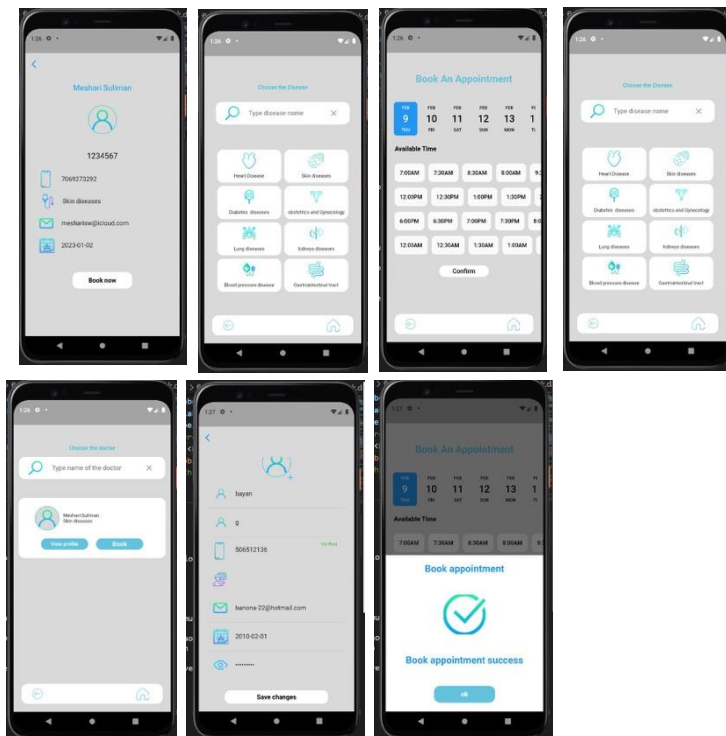 1:26
Meshari Suliman
1234567
7069273292
Skin diseases
mesharisw@icloud.com
2023-01-02
Book now
1:26
Choose the Disease
Type disease name
Heart Disease
Skin diseases
Diabetes diseases
obstetrics and Gynecology
Lung diseases
kidneys diseases
Blood pressure disease
Gastrointestinal tract
1:26
Book An Appointment
FEB FEB FEB FEB FEB
9 10 11 12 13 1
THU FRI SAT SUN MON
Available Time
7:00AM 7:30AM 8:30AM 8:00AM
12:00PM 12:30PM 1:00PM 1:30PM
6:00PM 6:30PM 7:00PM 7:30PM
12:00AM 12:30AM 1:30AM 1:00AM
Confirm
1:26
Choose the Disease
Type disease name
Heart Disease
Skin diseases
Diabetes diseases
obstetrics and Gynecology
Lung diseases
kidneys diseases
Blood pressure disease
Gastrointestinal tract
1:26
Choose the doctor
Type name of the doctor
Meshari Suliman
Skin diseases
View profile Book
1:27
bayan
g
506512136 Verified
banona-22@hotmail.com
2010-02-01
Save changes
1:27
Book An Appointment
FEB FEB FEB FEB FEB
9 10 11 12 13 1
THU FRI SAT SUN MON
Available Time
7:00AM 7:30AM 8:30AM 8:00AM
Book appointment
Book appointment success
ok